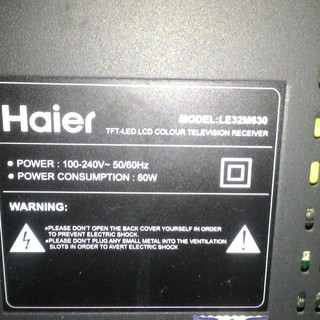 Haier
MODEL:LE32M630
TFT-LED LCD COLOUR TELEVISION RECEIVER
● POWER : 100-240V~ 50/60Hz
● POWER CONSUMPTION : 60W
WARNING:
●PLEASE DON'T OPEN THE BACK COVER YOURSELF IN ORDER
TO PREVENT ELECTRIC SHOCK.
●PLEASE DON'T PLUG ANY SMALL METAL INTO THE VENTILATION
SLOTS IN ORDER TO AVERT ELECTRIC SHOCK